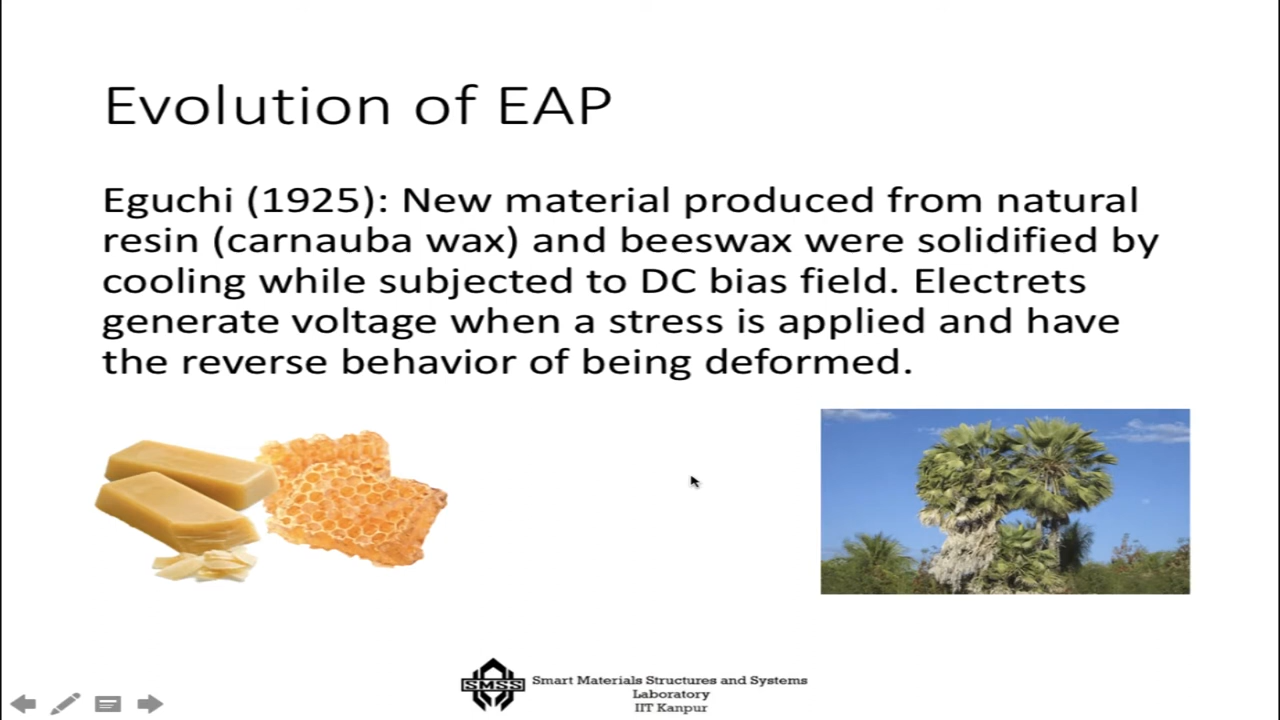 Evolution of EAP
Eguchi (1925): New material produced from natural
resin (carnauba wax) and beeswax were solidified by
cooling while subjected to DC bias field. Electrets
generate voltage when a stress is applied and have
the reverse behavior of being deformed.
SMSS
Smart Materials Structures and Systems
Laboratory
IIT Kanpur